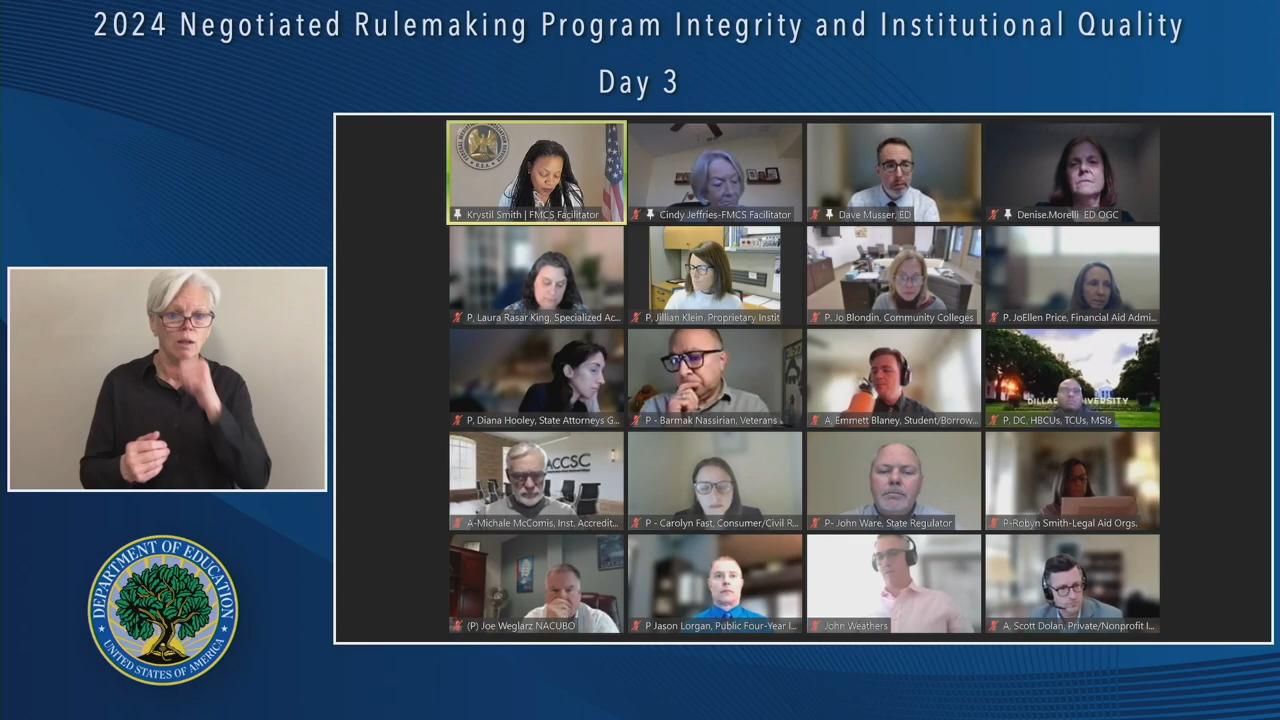 2024 Negotiated Rulemaking Program Integrity and Institutional Quality
Day 3
Krystil Smith | FMCS Facilitator
Cindy Jeffries-FMCS Facilitator
Dave Musser, ED
Denise.Morelli ED OGC
P, Laura Rasar King, Specialized Ac...
P, Jillian Klein, Proprietary Instit
P. Jo Blondin, Community Colleges
P. JoEllen Price, Financial Aid Admi...
P, Diana Hooley, State Attorneys G...
P - Barmak Nassirian, Veterans
A, Emmett Blaney, Student/Borrow...
DILLARD UNIVERSITY
P, DC, HBCUs, TCUs, MSIs
ACCSC
A-Michale McComis, Inst. Accredit...
P - Carolyn Fast, Consumer/Civil R...
P- John Ware, State Regulator
P-Robyn Smith-Legal Aid Orgs.
(P) Joe Weglarz NACUBO
P Jason Lorgan, Public Four-Year I...
John Weathers
A, Scott Dolan, Private/Nonprofit I...
DEPARTMENT OF EDUCATION
UNITED STATES OF AMERICA